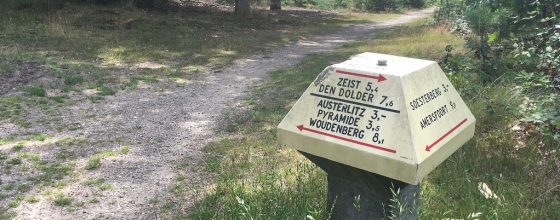 ZEIST 5,4
DEN DOLDER 7,6
AUSTERLITZ 3,-
PYRAMIDE 3,5
WOUDENBERG 8,1
SOESTERBERG 3,-
AMERSFOORT 9,0